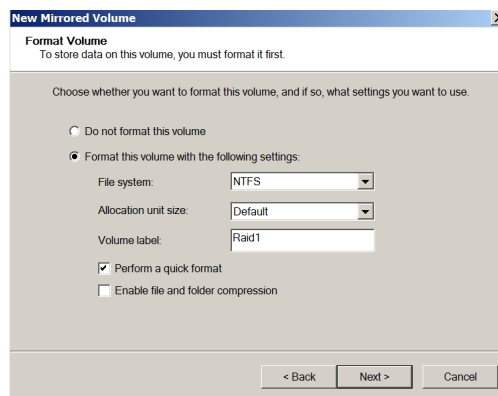 New Mirrored Volume
Format Volume
To store data on this volume, you must format it first.
Choose whether you want to format this volume, and if so, what settings you want to use.
Do not format this volume
Format this volume with the following settings:
File system: NTFS
Allocation unit size: Default
Volume label: Raid1
Perform a quick format
Enable file and folder compression
< Back Next > Cancel